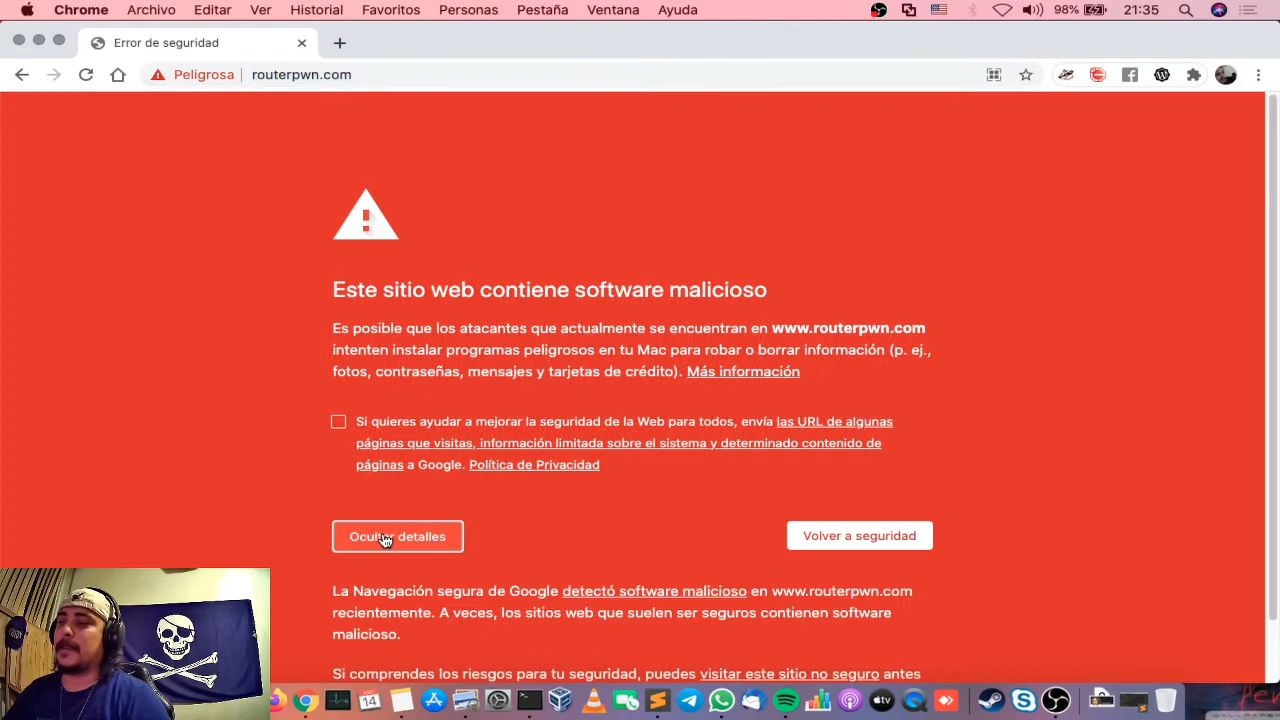 Chrome Archivo Editar Ver Historial Favoritos Personas Pestaña Ventana Ayuda 98% 21:35
Error de seguridad
Peligrosa routerpwn.com
Este sitio web contiene software malicioso
Es posible que los atacantes que actualmente se encuentran en www.routerpwn.com
intenten instalar programas peligrosos en tu Mac para robar o borrar información (p. ej.,
fotos, contraseñas, mensajes y tarjetas de crédito). Más información
Si quieres ayudar a mejorar la seguridad de la Web para todos, envía las URL de algunas
páginas que visitas, información limitada sobre el sistema y determinado contenido de
páginas a Google. Política de Privacidad
Ocultar detalles
Volver a seguridad
La Navegación segura de Google detectó software malicioso en www.routerpwn.com
recientemente. A veces, los sitios web que suelen ser seguros contienen software
malicioso.
Si comprendes los riesgos para tu seguridad, puedes visitar este sitio no seguro antes
14